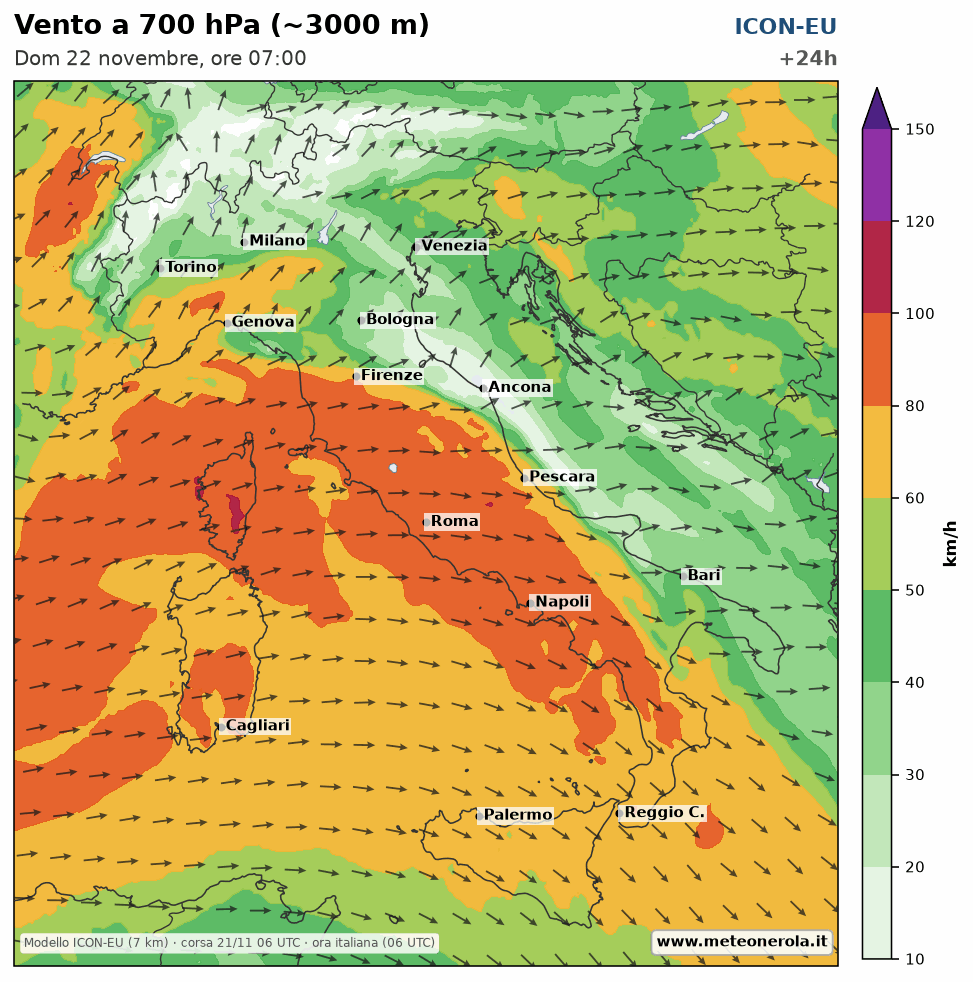 Vento a 700 hPa (~3000 m)
ICON-EU
Dom 22 novembre, ore 07:00
+24h
Milano
Venezia
Torino
Genova
Bologna
Firenze
Ancona
Pescara
Roma
Bari
Napoli
Cagliari
Palermo
Reggio C.
Modello ICON-EU (7 km) · corsa 21/11 06 UTC · ora italiana (06 UTC)
www.meteonerola.it
150
120
100
80
60
50
40
30
20
10
km/h